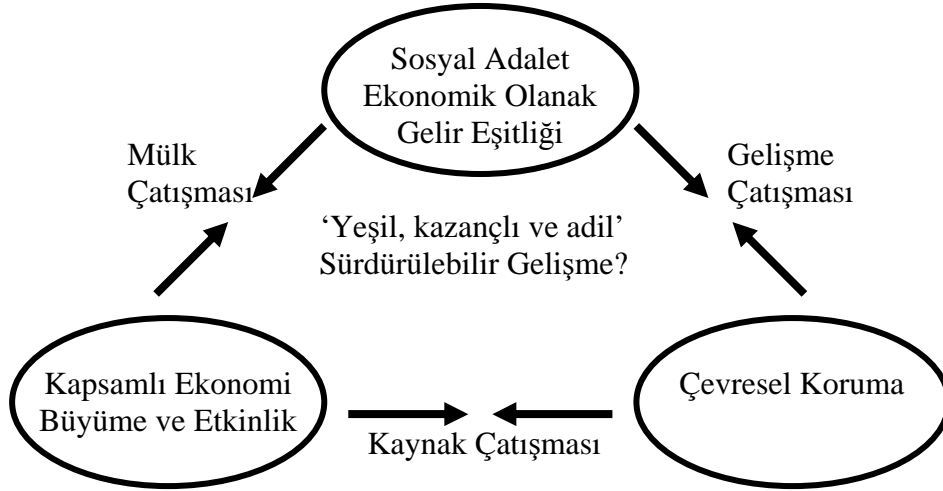 Sosyal Adalet
Ekonomik Olanak
Gelir Eşitliği
Mülk
Çatışması
Gelişme
Çatışması
‘Yeşil, kazançlı ve adil’
Sürdürülebilir Gelişme?
Kapsamlı Ekonomi
Büyüme ve Etkinlik
Çevresel Koruma
Kaynak Çatışması